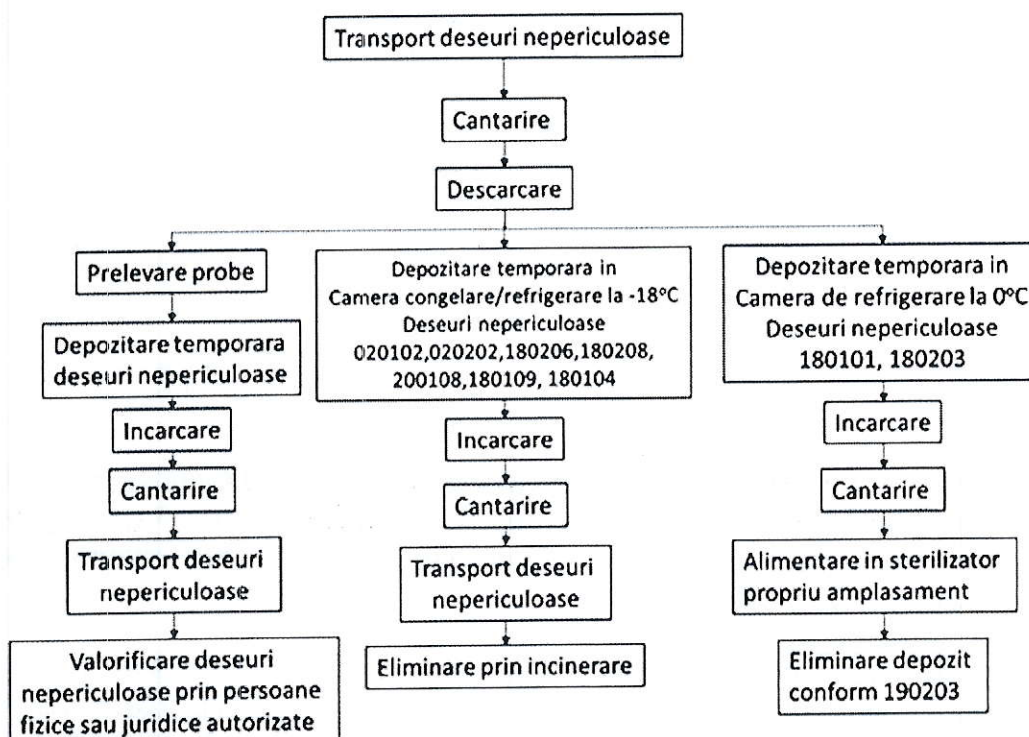 Transport deseuri nepericuloase
Cantarire
Descarcare
Prelevare probe
Depozitare temporara
deseuri nepericuloase
Incarcare
Cantarire
Transport deseuri
nepericuloase
Valorificare deseuri
nepericuloase prin persoane
fizice sau juridice autorizate
Depozitare temporara in
Camera congelare/refrigerare la -18°C
Deseuri nepericuloase
020102,020202,180206,180208,
200108,180109, 180104
Incarcare
Cantarire
Transport deseuri
nepericuloase
Eliminare prin incinerare
Depozitare temporara in
Camera de refrigerare la 0°C
Deseuri nepericuloase
180101, 180203
Incarcare
Cantarire
Alimentare in sterilizator
propriu amplasament
Eliminare depozit
conform 190203